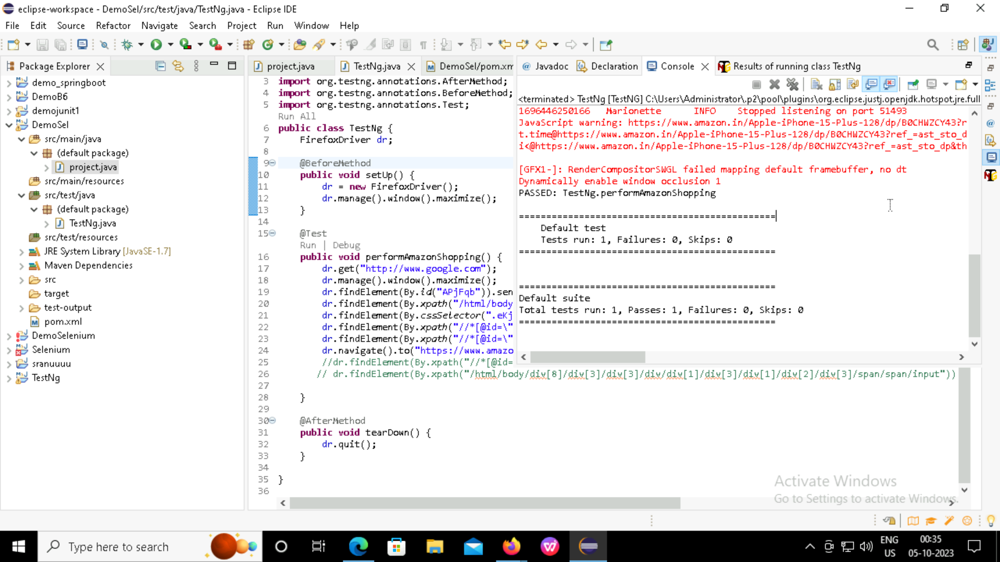 eclipse-workspace - DemoSel/src/test/java/TestNg.java - Eclipse IDE
File Edit Source Refactor Navigate Search Project Run Window Help
Package Explorer
demo_springboot
DemoB6
demojunit1
DemoSel
src/main/java
(default package)
project.java
src/main/resources
src/test/java
(default package)
TestNg.java
src/test/resources
JRE System Library [JavaSE-1.7]
Maven Dependencies
src
target
test-output
pom.xml
DemoSelenium
Selenium
sranuuuu
TestNg
project.java TestNg.java DemoSel/pom.xm
3 import org.testng.annotations.AfterMethod;
4 import org.testng.annotations.BeforeMethod;
5 import org.testng.annotations.Test;
Run All
6 public class TestNg {
7 FirefoxDriver dr;
8
9 @BeforeMethod
10 public void setUp() {
11 dr = new FirefoxDriver();
12 dr.manage().window().maximize();
13 }
14
15 @Test
Run | Debug
16 public void performAmazonShopping() {
17 dr.get("http://www.google.com");
18 dr.manage().window().maximize();
19 dr.findElement(By.id("APjFqb")).sen
20 dr.findElement(By.xpath("/html/body
21 dr.findElement(By.cssSelector(".eKj
22 dr.findElement(By.xpath("//*[@id=\"
23 dr.findElement(By.xpath("//*[@id=\"
24 dr.navigate().to("https://www.amazo
25 //dr.findElement(By.xpath("//*[@id=
26 // dr.findElement(By.xpath("/html/body/div[8]/div[3]/div[3]/div/div[1]/div[3]/div[1]/div[2]/div[3]/span/span/input"))
27
28 }
29
30 @AfterMethod
31 public void tearDown() {
32 dr.quit();
33 }
34
35 }
36
@ Javadoc Declaration Console Results of running class TestNg
<terminated> TestNg [TestNG] C:\Users\Administrator\.p2\pool\plugins\org.eclipse.justj.openjdk.hotspot.jre.full
1696446250166 Marionette INFO Stopped listening on port 51493
JavaScript warning: https://www.amazon.in/Apple-iPhone-15-Plus-128/dp/B0CHWZCY43?r
t.time@https://www.amazon.in/Apple-iPhone-15-Plus-128/dp/B0CHWZCY43?ref_=ast_sto_d
i<@https://www.amazon.in/Apple-iPhone-15-Plus-128/dp/B0CHWZCY43?ref_=ast_sto_dp&th
[GFX1-]: RenderCompositorSWGL failed mapping default framebuffer, no dt
Dynamically enable window occlusion 1
PASSED: TestNg.performAmazonShopping
===============================================
Default test
Tests run: 1, Failures: 0, Skips: 0
===============================================
===============================================
Default suite
Total tests run: 1, Passes: 1, Failures: 0, Skips: 0
===============================================
Activate Windows
Go to Settings to activate Windows.
Type here to search
ENG
US
00:35
05-10-2023